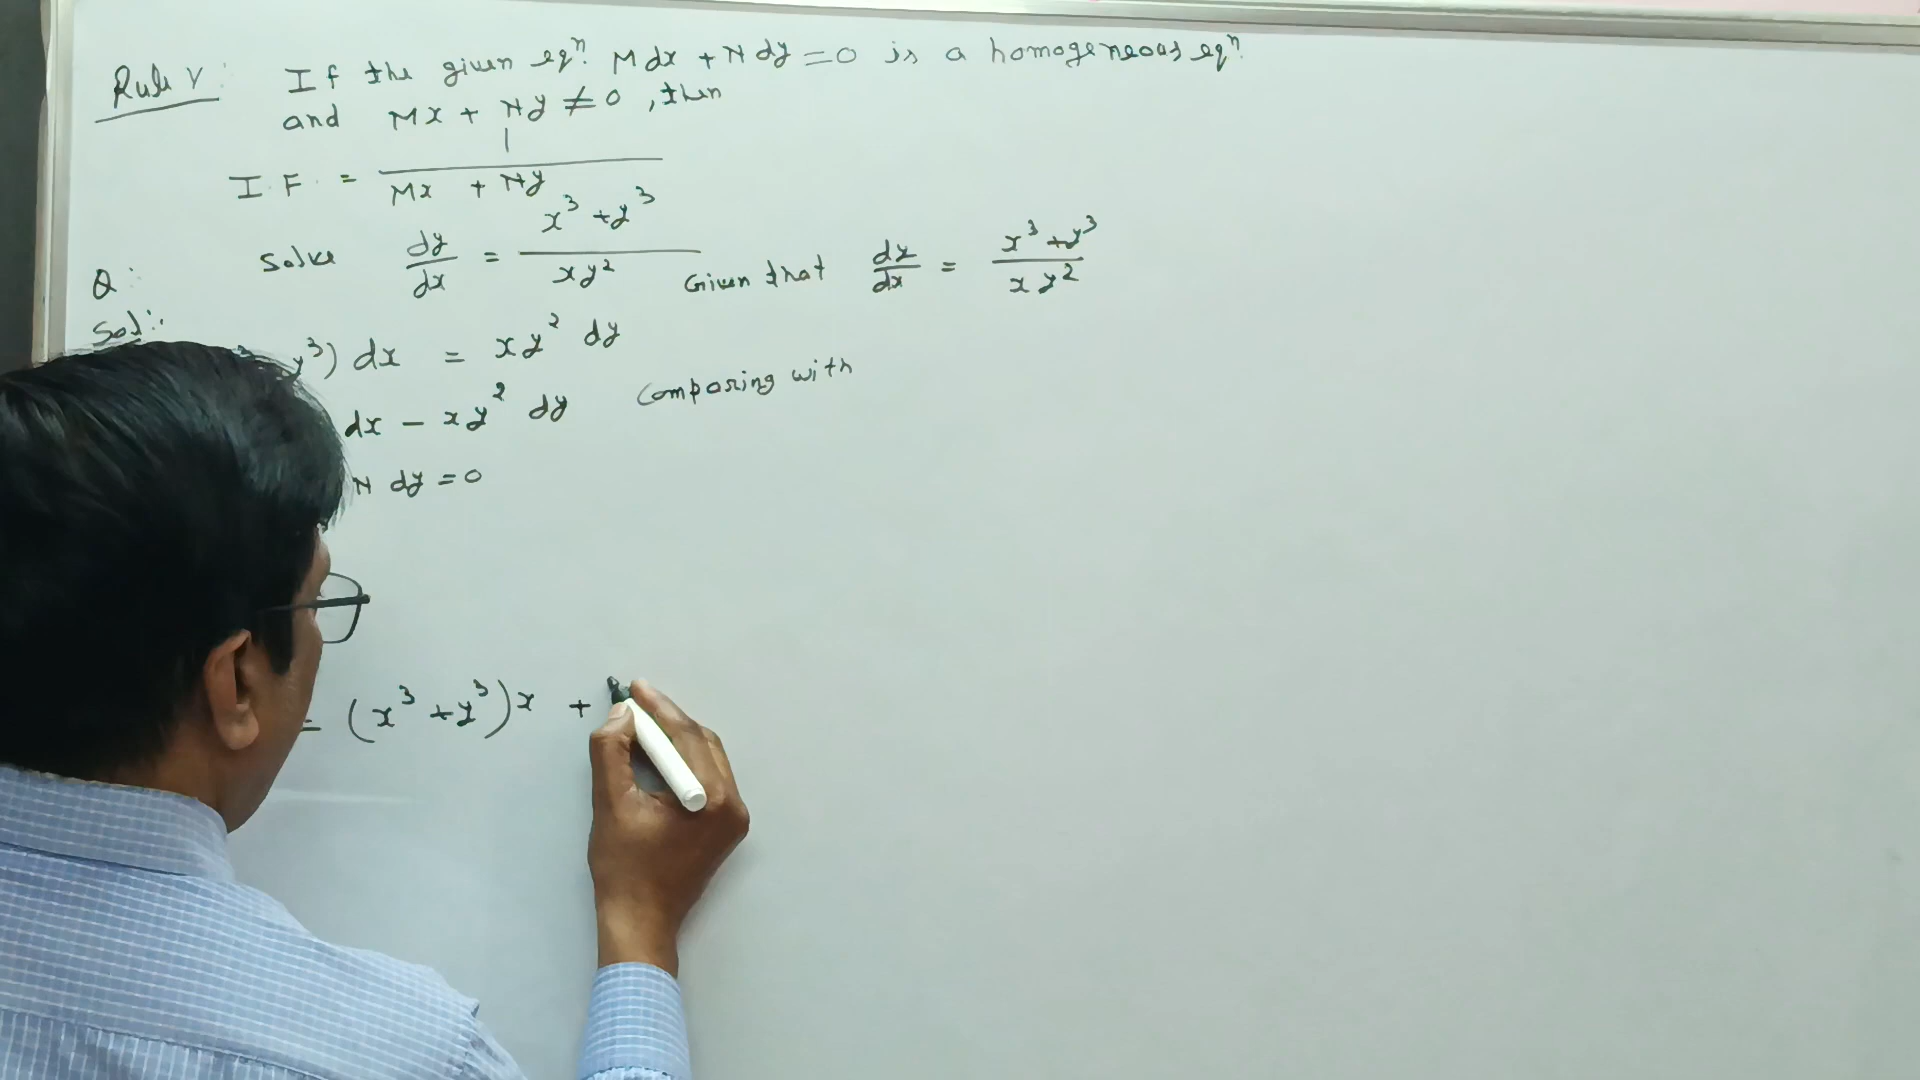 Rule V: If the given eqⁿ. M dx + N dy = 0 is a homogeneous eqⁿ.
and Mx + Ny ≠ 0, then
I.F. = 1 / (Mx + Ny)
Q: Solve dy/dx = (x³ + y³) / (xy²)
Sol:. Given that dy/dx = (x³ + y³) / (xy²)
y³) dx = xy² dy
dx - xy² dy Comparing with
N dy = 0
= (x³ + y³)x +